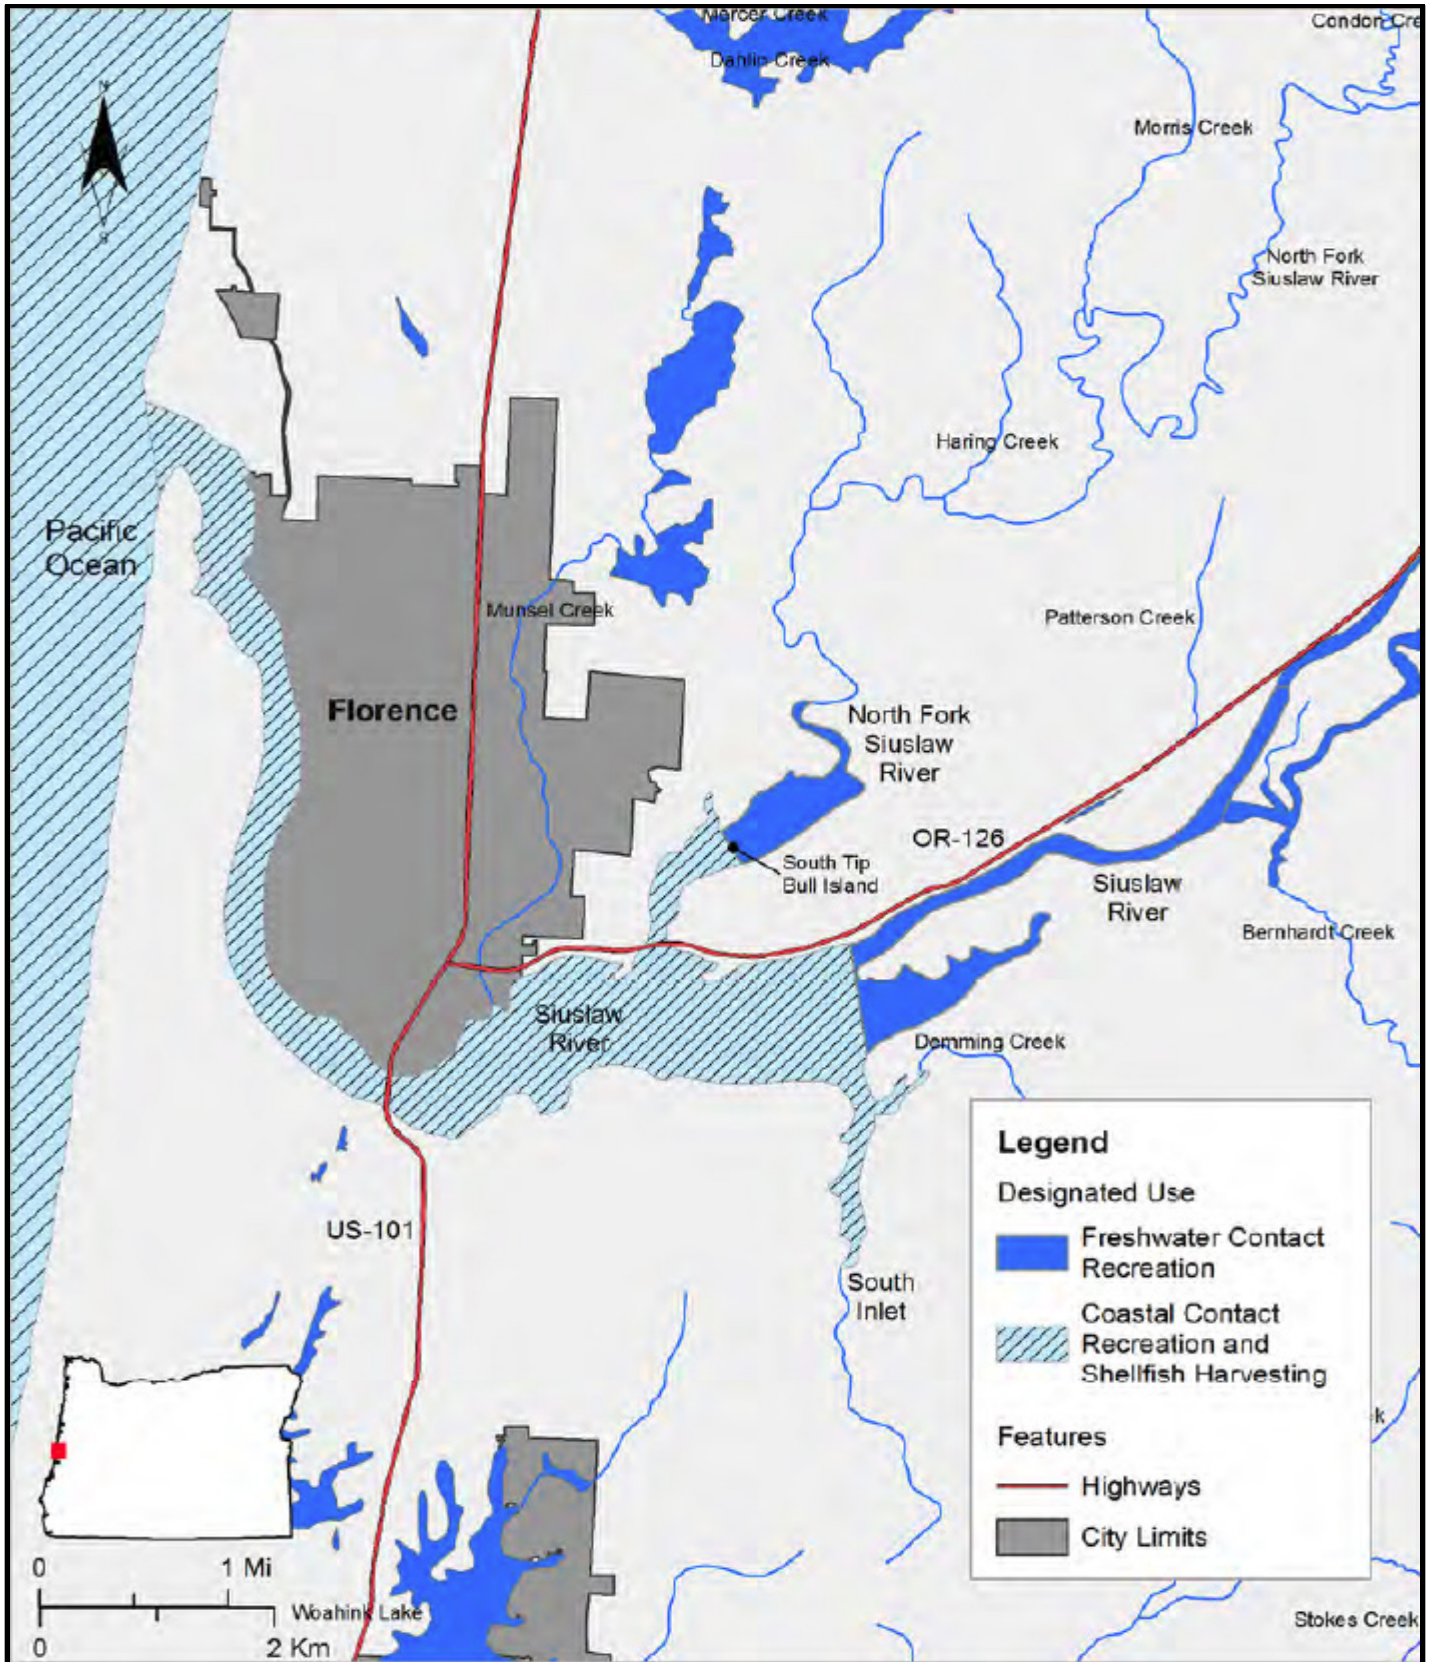 Mercer Creek
Condon Cre
Dahlin Creek
N
Morris Creek
S
North Fork
Siuslaw River
Haring Creek
Pacific
Ocean
Munsel Creek
Patterson Creek
Florence
North Fork
Siuslaw
River
OR-126
South Tip
Bull Island
Siuslaw
River
Bernhardt Creek
Siuslaw
River
Demming Creek
Legend
Designated Use
Freshwater Contact
Recreation
Coastal Contact
Recreation and
Shellfish Harvesting
Features
Highways
City Limits
US-101
South
Inlet
k
0 1 Mi
0 2 Km
Woahink Lake
Stokes Creek